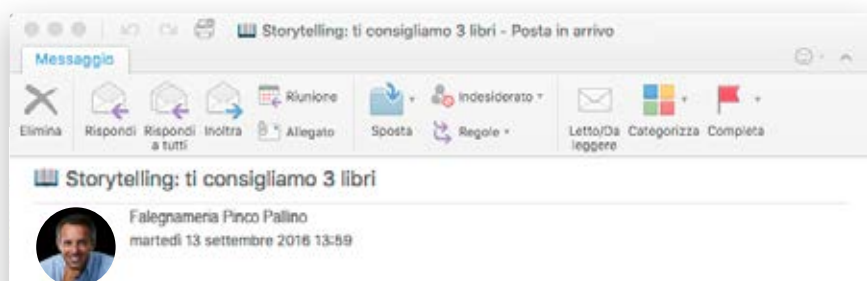 Storytelling: ti consigliamo 3 libri - Posta in arrivo
Messaggio
Elimina
Rispondi
Rispondi a tutti
Inoltra
Riunione
Allegato
Sposta
Indesiderato
Regole
Letto/Da leggere
Categorizza
Completa
Storytelling: ti consigliamo 3 libri
Falegnameria Pinco Pallino
martedì 13 settembre 2016 13:59